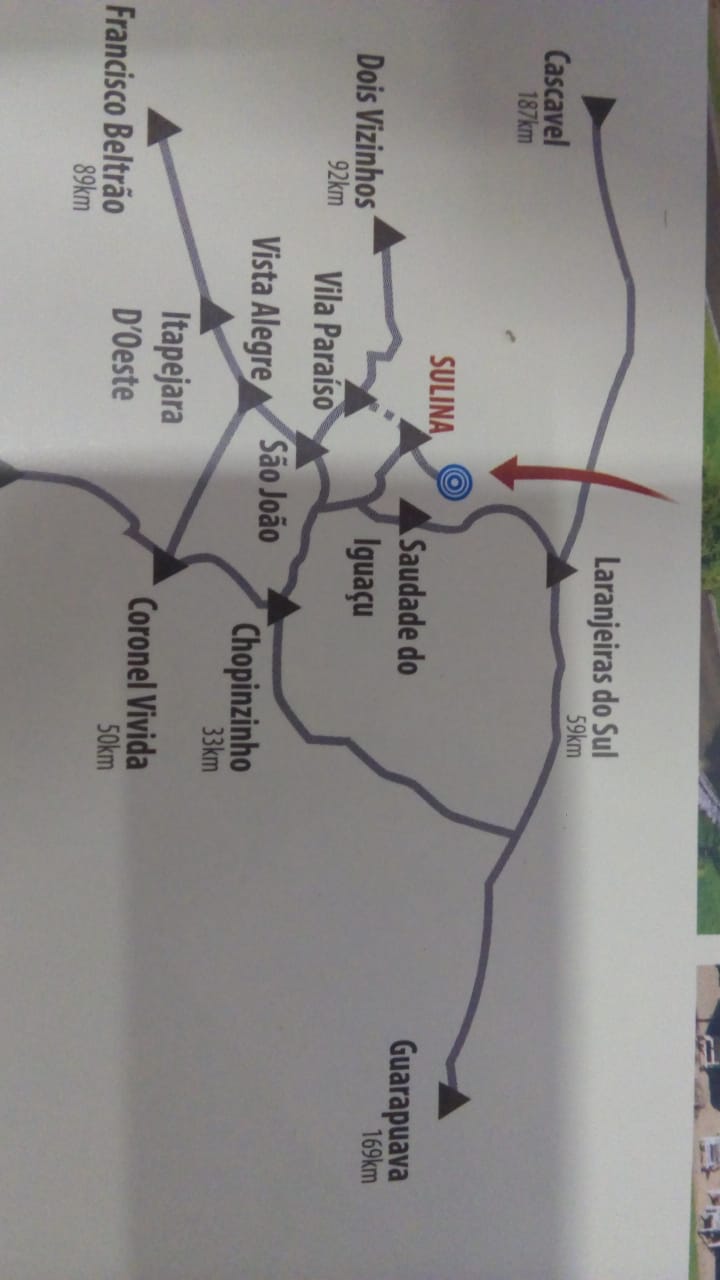 Laranjeiras do Sul
59km
Cascavel
187km
SULINA
Saudade do
Iguaçu
Guarapuava
169km
Dois Vizinhos
92km
Vila Paraíso
São João
Vista Alegre
Chopinzinho
33km
Itapejara
D'Oeste
Coronel Vivida
50km
Francisco Beltrão
89km